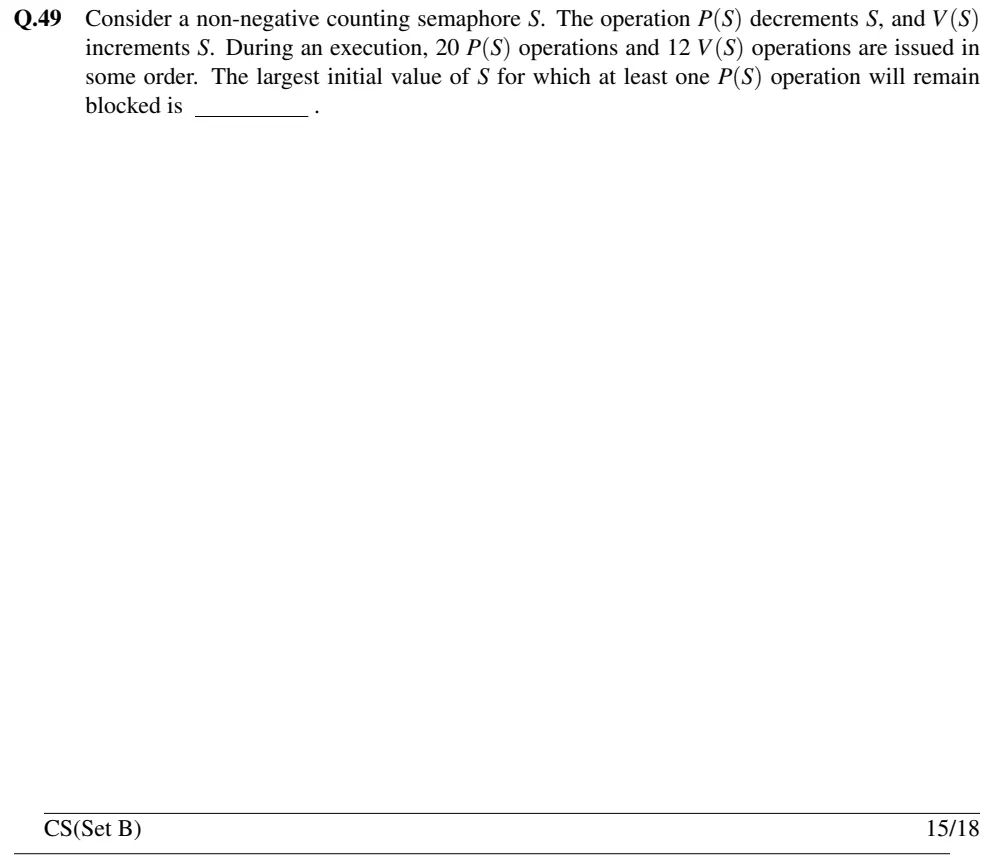 Q.49 Consider a non-negative counting semaphore S. The operation P(S) decrements S, and V(S)
increments S. During an execution, 20 P(S) operations and 12 V(S) operations are issued in
some order. The largest initial value of S for which at least one P(S) operation will remain
blocked is __________ .
CS(Set B) 15/18